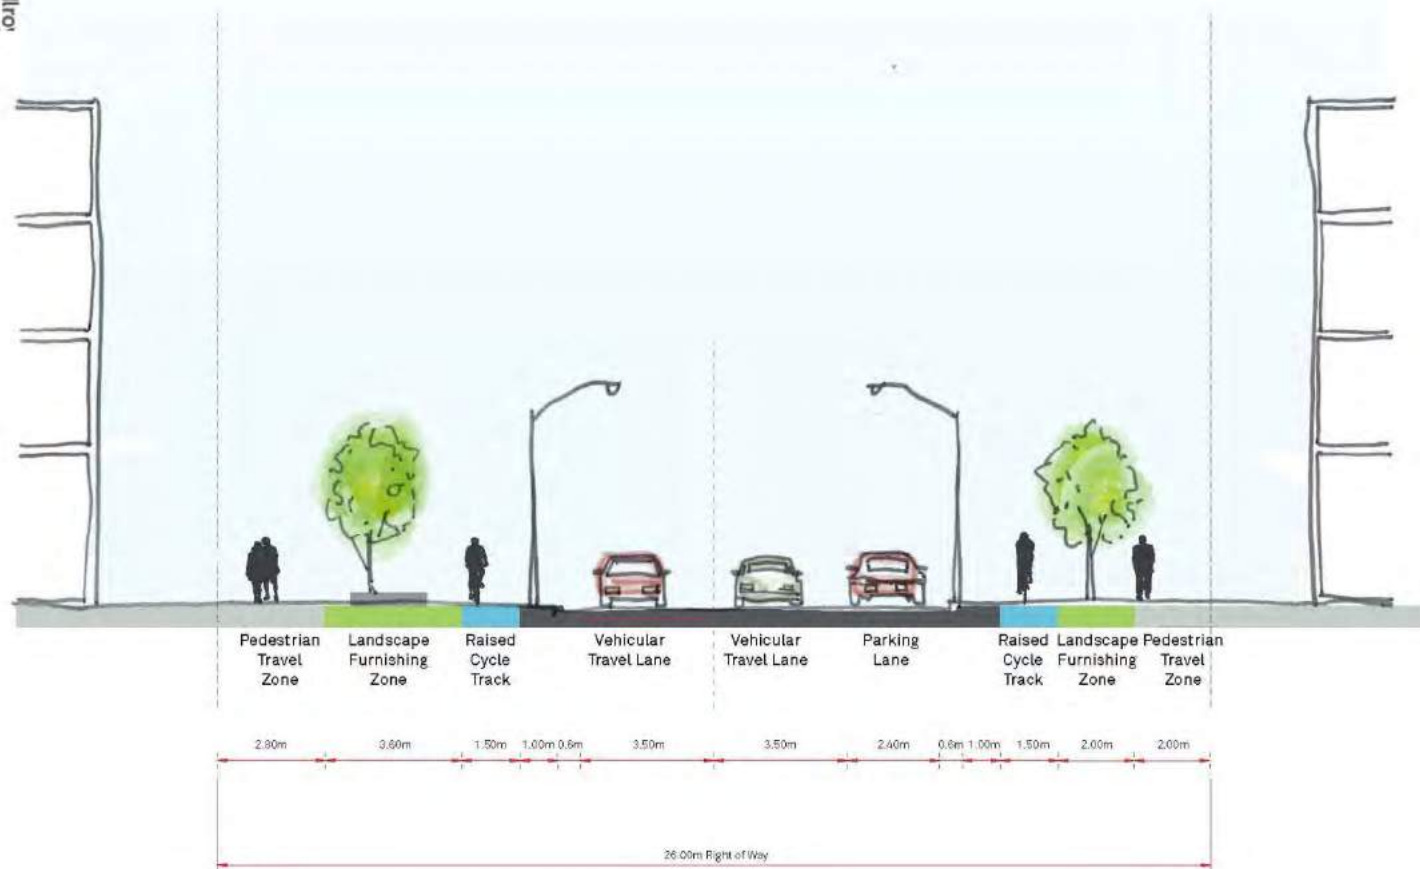 Pedestrian Travel Zone
Landscape Furnishing Zone
Raised Cycle Track
Vehicular Travel Lane
Vehicular Travel Lane
Parking Lane
Raised Cycle Track
Landscape Furnishing Zone
Pedestrian Travel Zone
2.80m 3.60m 1.50m 1.00m 0.6m 3.50m 3.50m 2.40m 0.6m 1.00m 1.50m 2.00m 2.00m
26.00m Right of Way